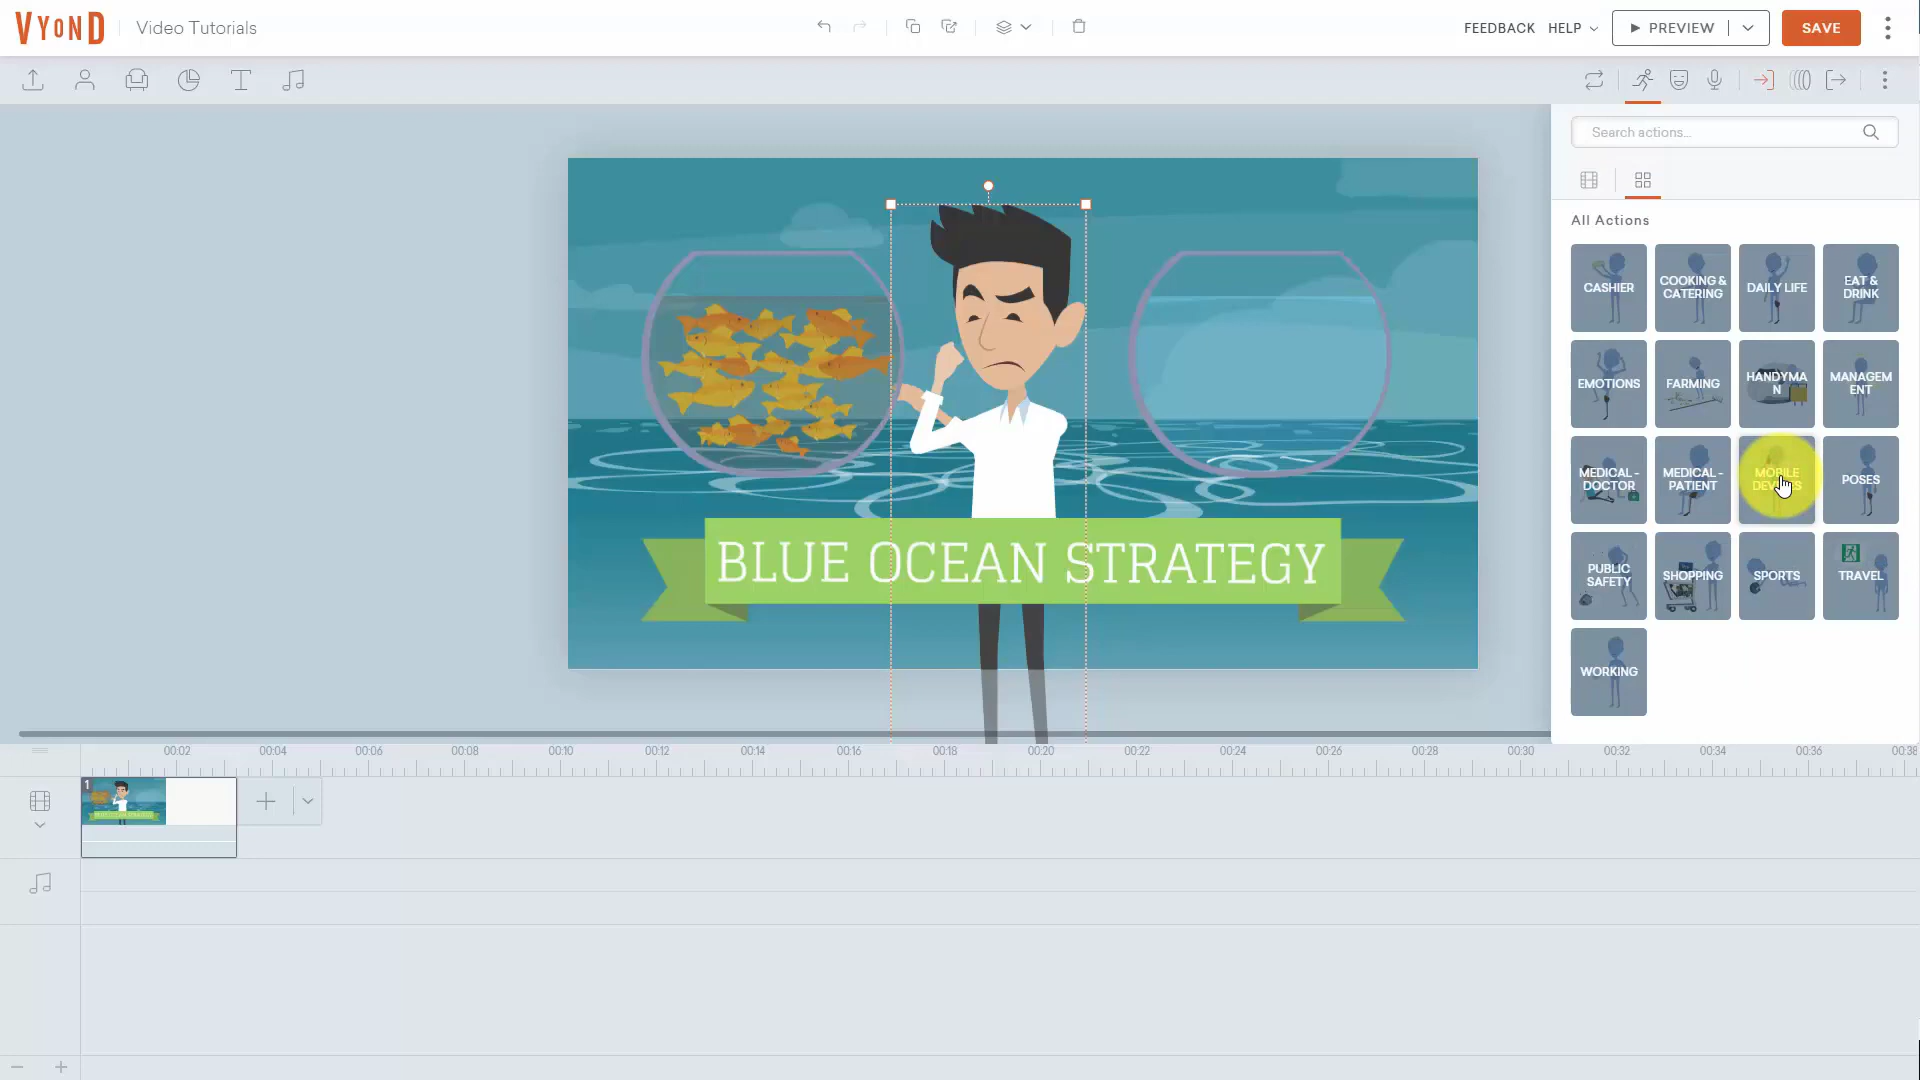 VYOND
Video Tutorials
FEEDBACK
HELP
PREVIEW
SAVE
Search actions...
All Actions
CASHIER
COOKING &
CATERING
DAILY LIFE
EAT &
DRINK
EMOTIONS
FARMING
HANDYMA
N
MANAGEM
ENT
MEDICAL -
DOCTOR
MEDICAL -
PATIENT
MOBILE
DEVICES
POSES
PUBLIC
SAFETY
SHOPPING
SPORTS
TRAVEL
WORKING
BLUE OCEAN STRATEGY
00:02
00:04
00:06
00:08
00:10
00:12
00:14
00:16
00:18
00:20
00:22
00:24
00:26
00:28
00:30
00:32
00:34
00:36
00:38
1